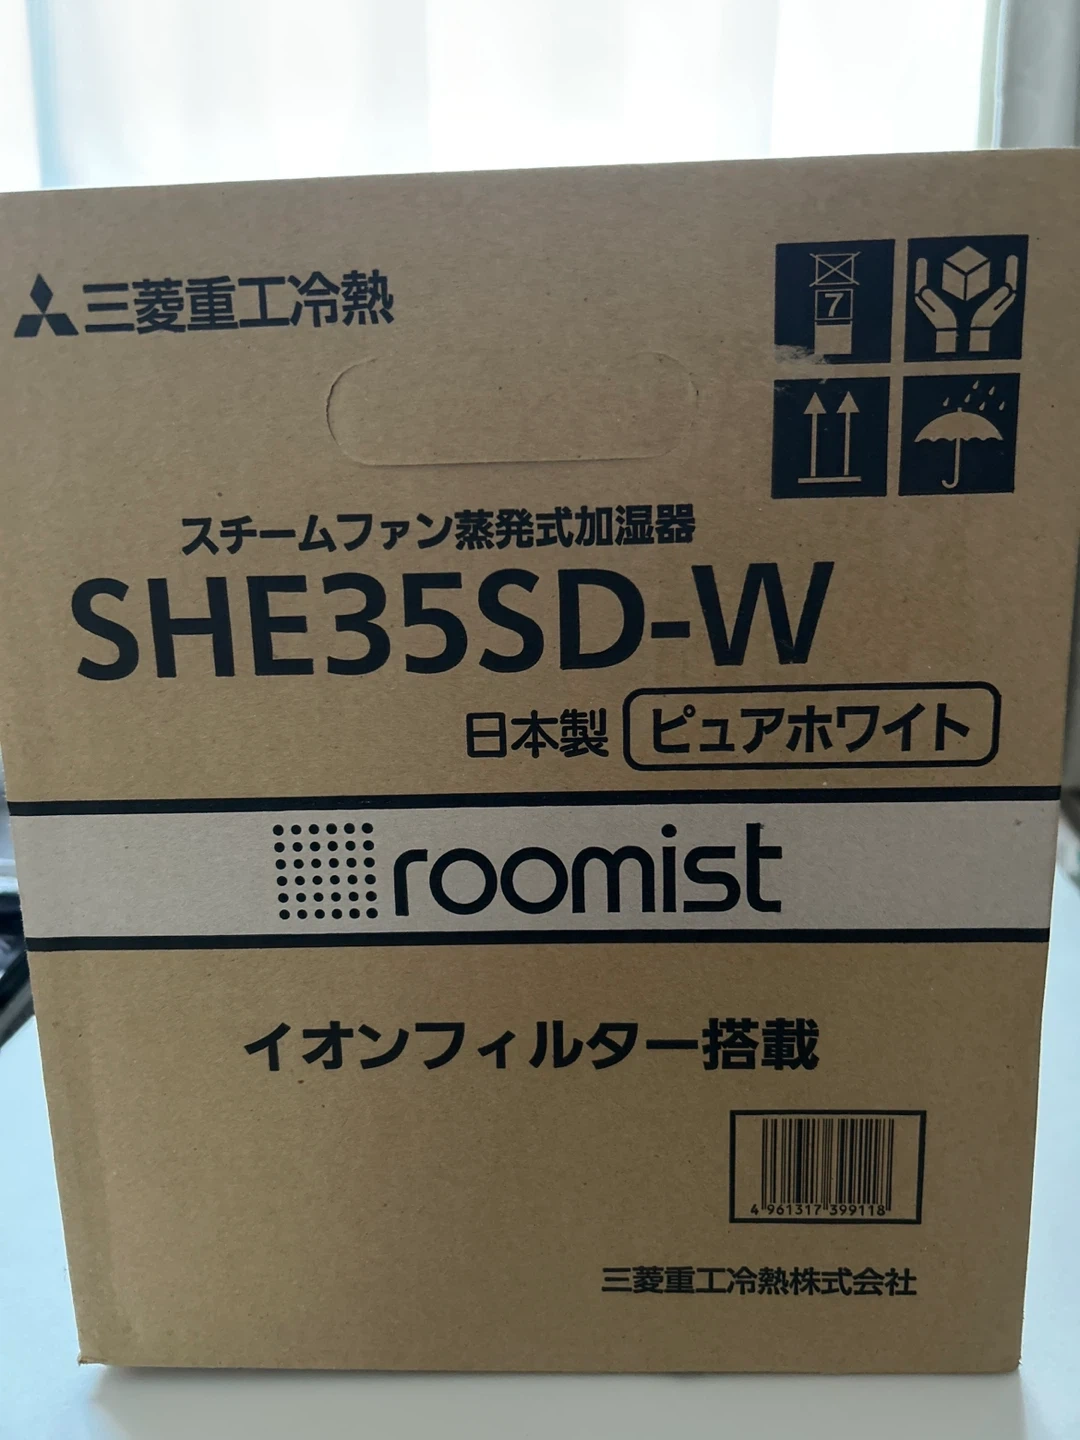 三菱重工冷熱
7
スチームファン蒸発式加湿器
SHE35SD-W
日本製 ピュアホワイト
roomist
イオンフィルター搭載
4 961317 399118
三菱重工冷熱株式会社